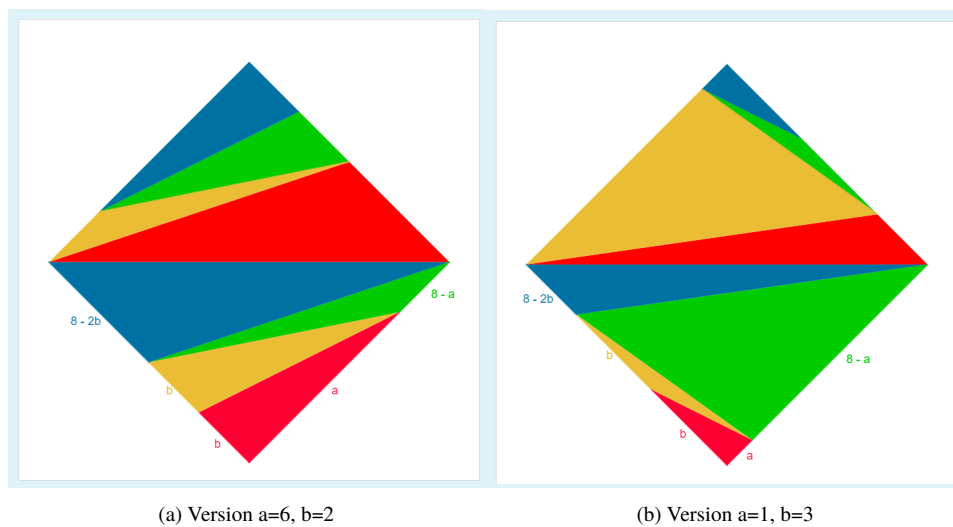 8 - 2b
b
b
a
8 - a
8 - 2b
b
b
a
8 - a
(a) Version a=6, b=2
(b) Version a=1, b=3